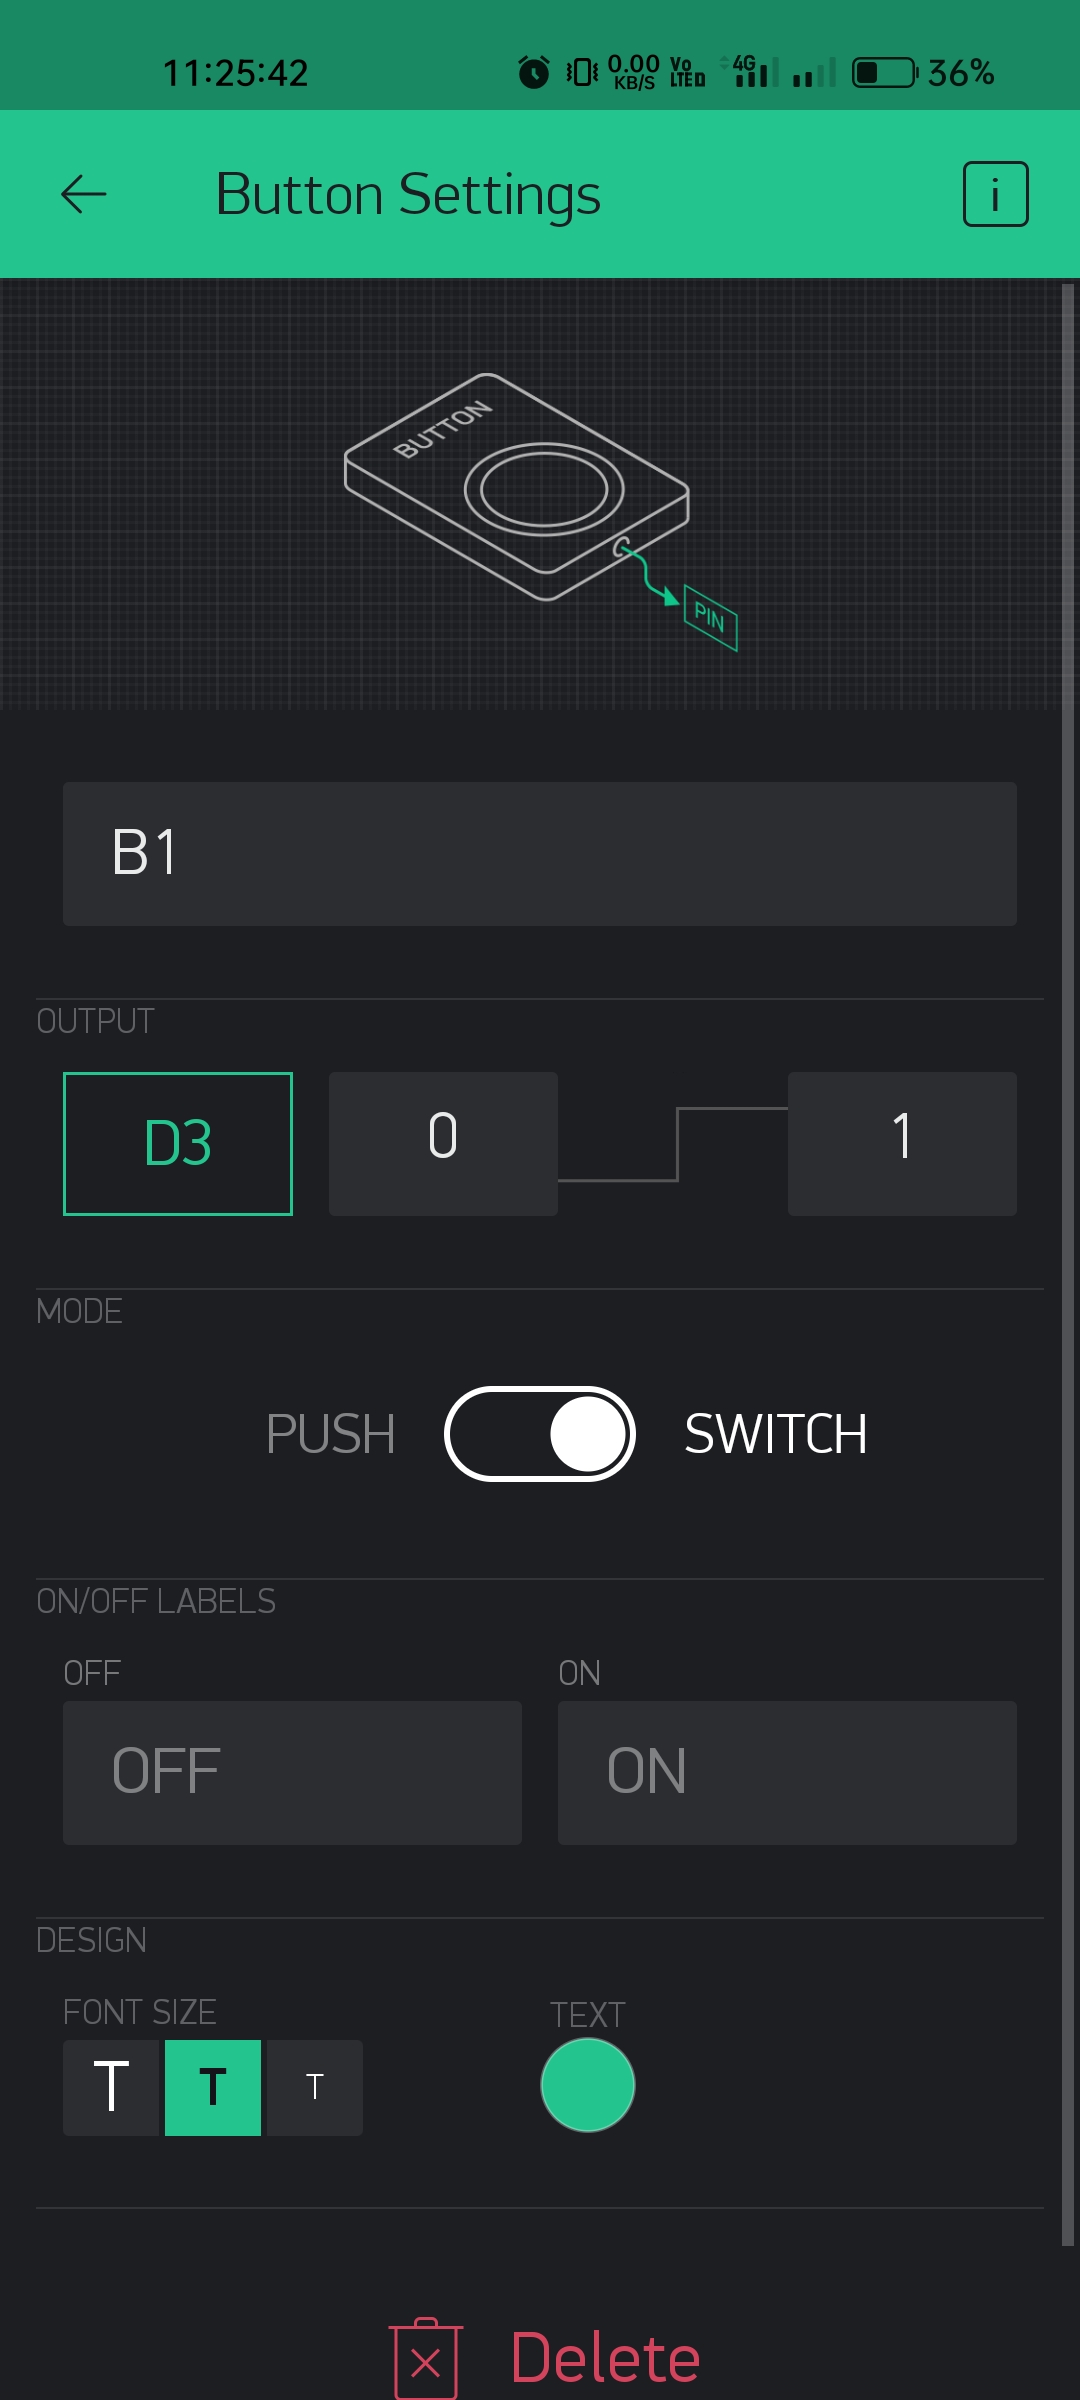 11:25:42 0.00 KB/S Vo LTE 4G 36%
Button Settings i
BUTTON
PIN
B1
OUTPUT
D3 0 1
MODE
PUSH SWITCH
ON/OFF LABELS
OFF ON
OFF ON
DESIGN
FONT SIZE TEXT
T T T
Delete